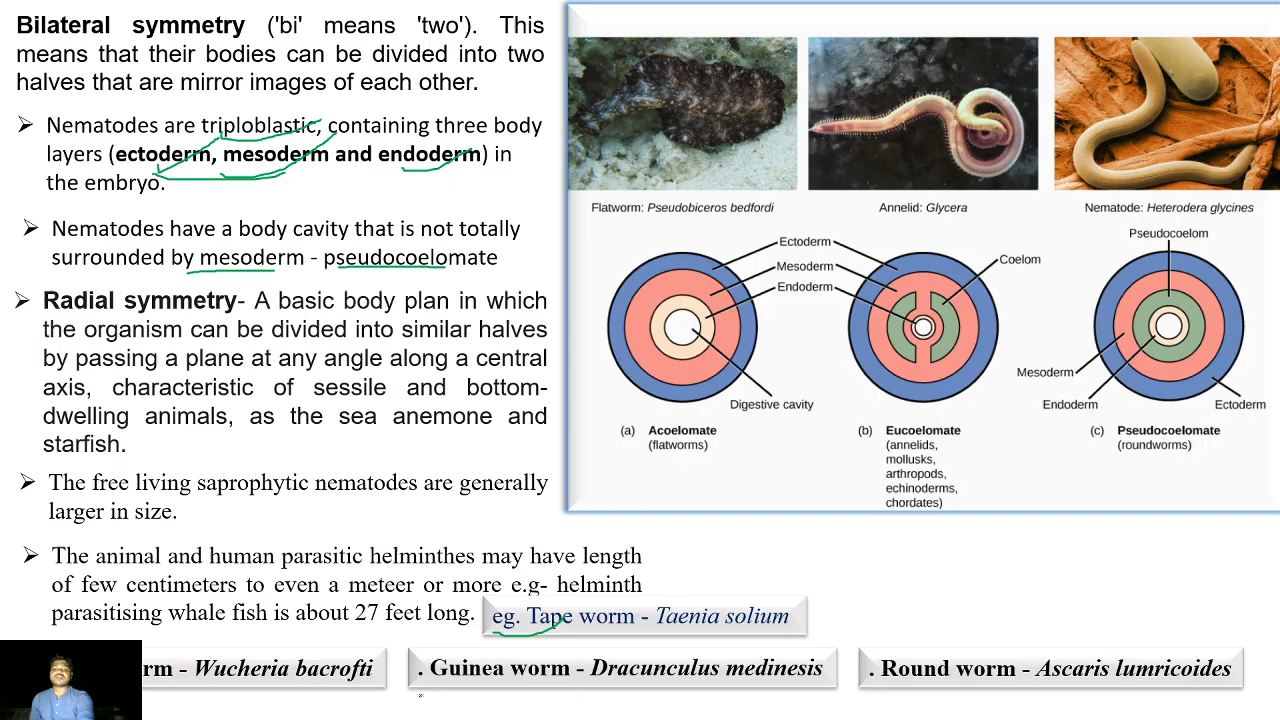 Bilateral symmetry ('bi' means 'two'). This
means that their bodies can be divided into two
halves that are mirror images of each other.
➢ Nematodes are triploblastic, containing three body
layers (ectoderm, mesoderm and endoderm) in
the embryo.
➢ Nematodes have a body cavity that is not totally
surrounded by mesoderm - pseudocoelomate
➢ Radial symmetry- A basic body plan in which
the organism can be divided into similar halves
by passing a plane at any angle along a central
axis, characteristic of sessile and bottom-
dwelling animals, as the sea anemone and
starfish.
➢ The free living saprophytic nematodes are generally
larger in size.
➢ The animal and human parasitic helminthes may have length
of few centimeters to even a meteer or more e.g- helminth
parasitising whale fish is about 27 feet long.
eg. Tape worm - Taenia solium
rm - Wucheria bacrofti
. Guinea worm - Dracunculus medinesis
. Round worm - Ascaris lumricoides
Flatworm: Pseudobiceros bedfordi
Annelid: Glycera
Nematode: Heterodera glycines
Ectoderm
Mesoderm
Endoderm
Digestive cavity
Coelom
Pseudocoelom
Mesoderm
Endoderm
Ectoderm
(a) Acoelomate
(flatworms)
(b) Eucoelomate
(annelids,
mollusks,
arthropods,
echinoderms,
chordates)
(c) Pseudocoelomate
(roundworms)